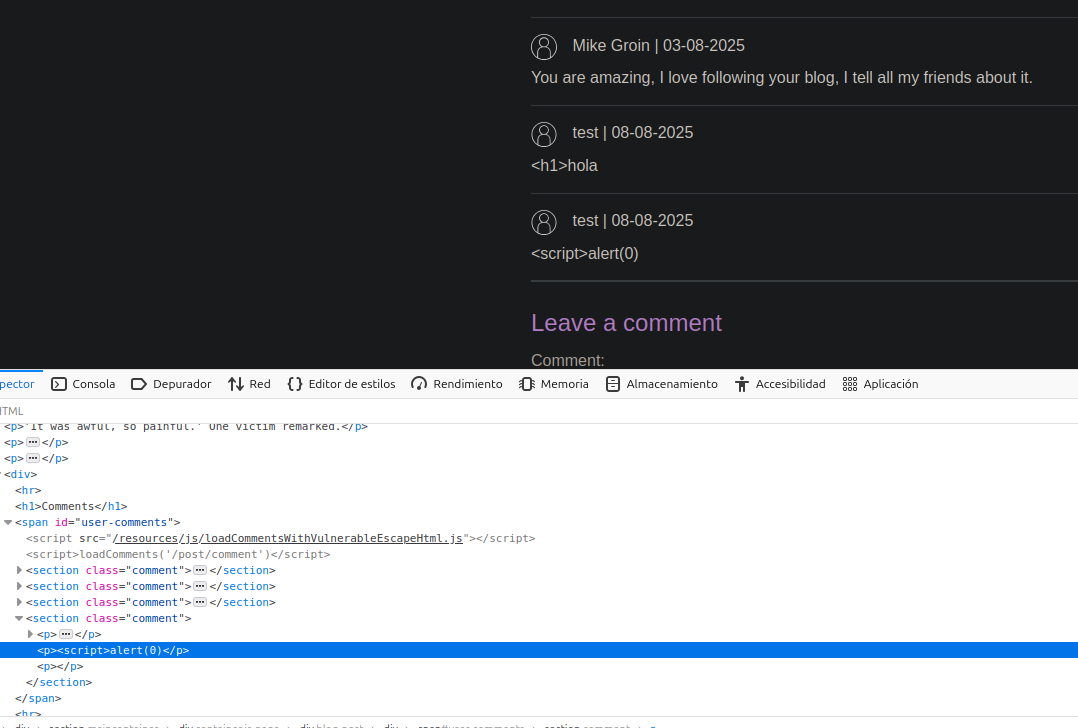 Mike Groin | 03-08-2025
You are amazing, I love following your blog, I tell all my friends about it.
test | 08-08-2025
<h1>hola
test | 08-08-2025
<script>alert(0)
Leave a comment
Comment:
pector Consola Depurador Red Editor de estilos Rendimiento Memoria Almacenamiento Accesibilidad Aplicación
HTML
<p>'It was awful, so painful.' One victim remarked.</p>
<p></p>
<p></p>
<div>
<hr>
<h1>Comments</h1>
<span id="user-comments">
<script src="/resources/js/loadCommentsWithVulnerableEscapeHtml.js"></script>
<script>loadComments('/post/comment')</script>
<section class="comment"></section>
<section class="comment"></section>
<section class="comment"></section>
<section class="comment">
<p></p>
<p><script>alert(0)</p>
<p></p>
</section>
</span>
<hr>